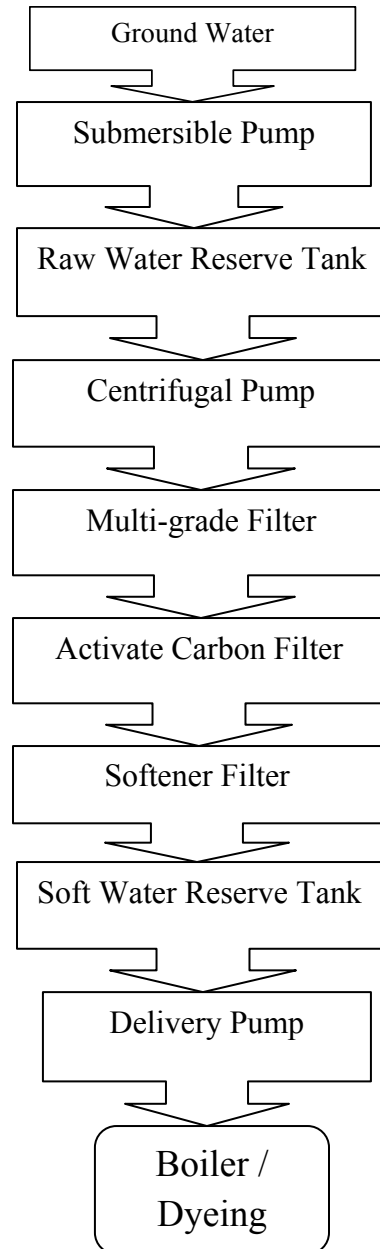 Ground Water
Submersible Pump
Raw Water Reserve Tank
Centrifugal Pump
Multi-grade Filter
Activate Carbon Filter
Softener Filter
Soft Water Reserve Tank
Delivery Pump
Boiler /
Dyeing